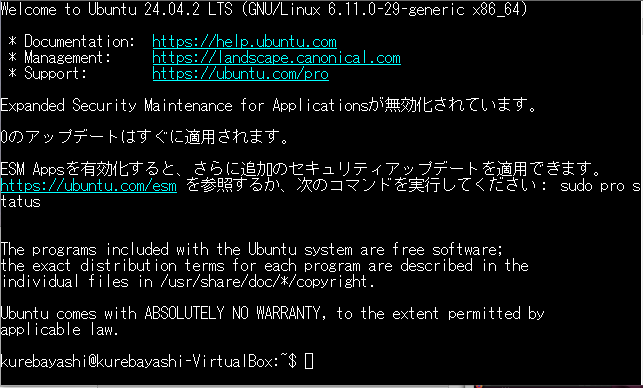 Welcome to Ubuntu 24.04.2 LTS (GNU/Linux 6.11.0-29-generic x86_64)
* Documentation: https://help.ubuntu.com
* Management: https://landscape.canonical.com
* Support: https://ubuntu.com/pro
Expanded Security Maintenance for Applicationsが無効化されています。
0のアップデートはすぐに適用されます。
ESM Appsを有効化すると、さらに追加のセキュリティアップデートを適用できます。
https://ubuntu.com/esm を参照するか、次のコマンドを実行してください: sudo pro s
tatus
The programs included with the Ubuntu system are free software;
the exact distribution terms for each program are described in the
individual files in /usr/share/doc/*/copyright.
Ubuntu comes with ABSOLUTELY NO WARRANTY, to the extent permitted by
applicable law.
kurebayashi@kurebayashi-VirtualBox:~$